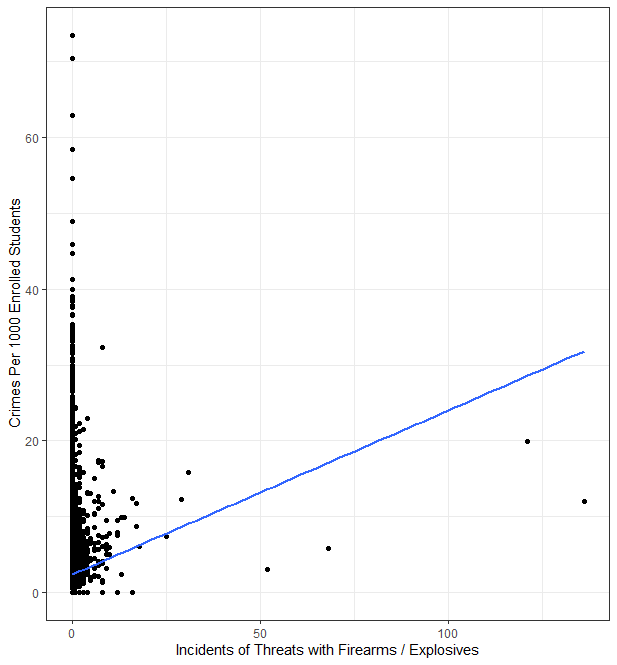 Crimes Per 1000 Enrolled Students
60
40
20
0
0 50 100
Incidents of Threats with Firearms / Explosives